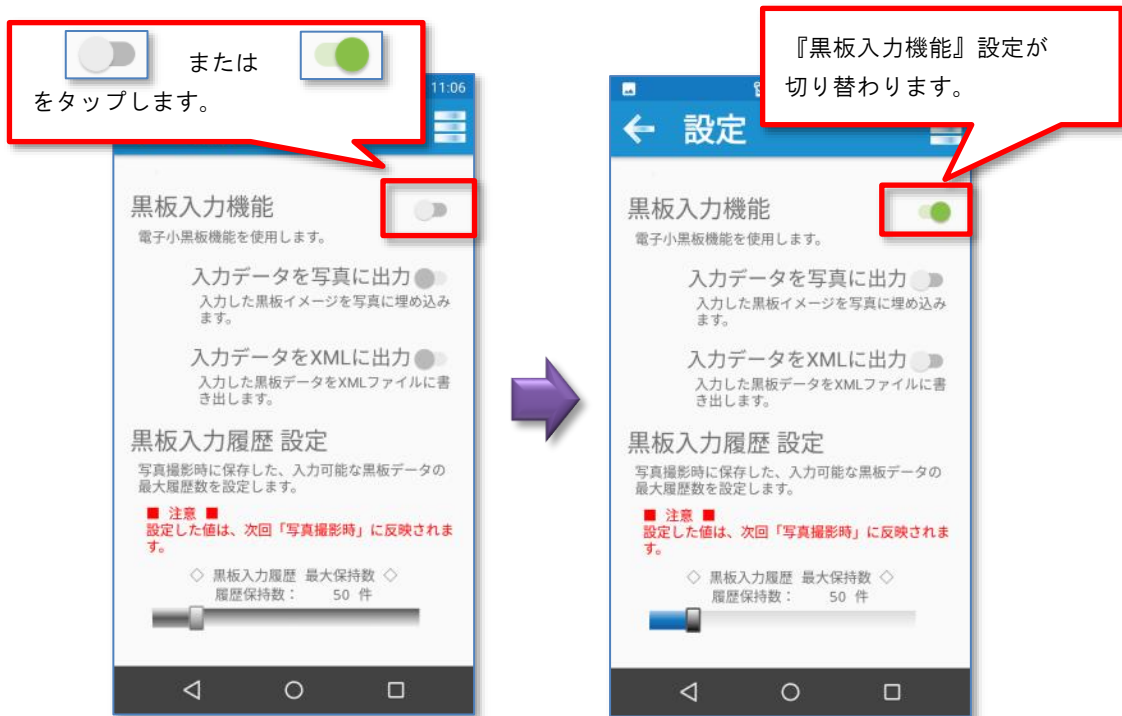 または
をタップします。
11:06
黒板入力機能
電子小黒板機能を使用します。
入力データを写真に出力
入力した黒板イメージを写真に埋め込み
ます。
入力データをXMLに出力
入力した黒板データをXMLファイルに書
き出します。
黒板入力履歴 設定
写真撮影時に保存した、入力可能な黒板データの
最大履歴数を設定します。
■ 注意 ■
設定した値は、次回「写真撮影時」に反映されま
す。
◇ 黒板入力履歴 最大保持数 ◇
履歴保持数： 50 件
『黒板入力機能』設定が
切り替わります。
設定
黒板入力機能
電子小黒板機能を使用します。
入力データを写真に出力
入力した黒板イメージを写真に埋め込み
ます。
入力データをXMLに出力
入力した黒板データをXMLファイルに書
き出します。
黒板入力履歴 設定
写真撮影時に保存した、入力可能な黒板データの
最大履歴数を設定します。
■ 注意 ■
設定した値は、次回「写真撮影時」に反映されま
す。
◇ 黒板入力履歴 最大保持数 ◇
履歴保持数： 50 件